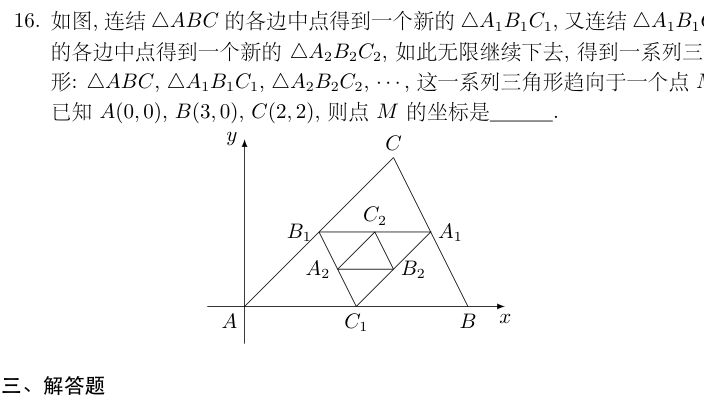 16. 如图, 连结 △ABC 的各边中点得到一个新的 △A₁B₁C₁, 又连结 △A₁B₁C
的各边中点得到一个新的 △A₂B₂C₂, 如此无限继续下去, 得到一系列三
形: △ABC, △A₁B₁C₁, △A₂B₂C₂, ⋯, 这一系列三角形趋向于一个点 M
已知 A(0,0), B(3,0), C(2,2), 则点 M 的坐标是______.
y
C
C₂
B₁ A₁
A₂ B₂
A C₁ B x
三、解答题